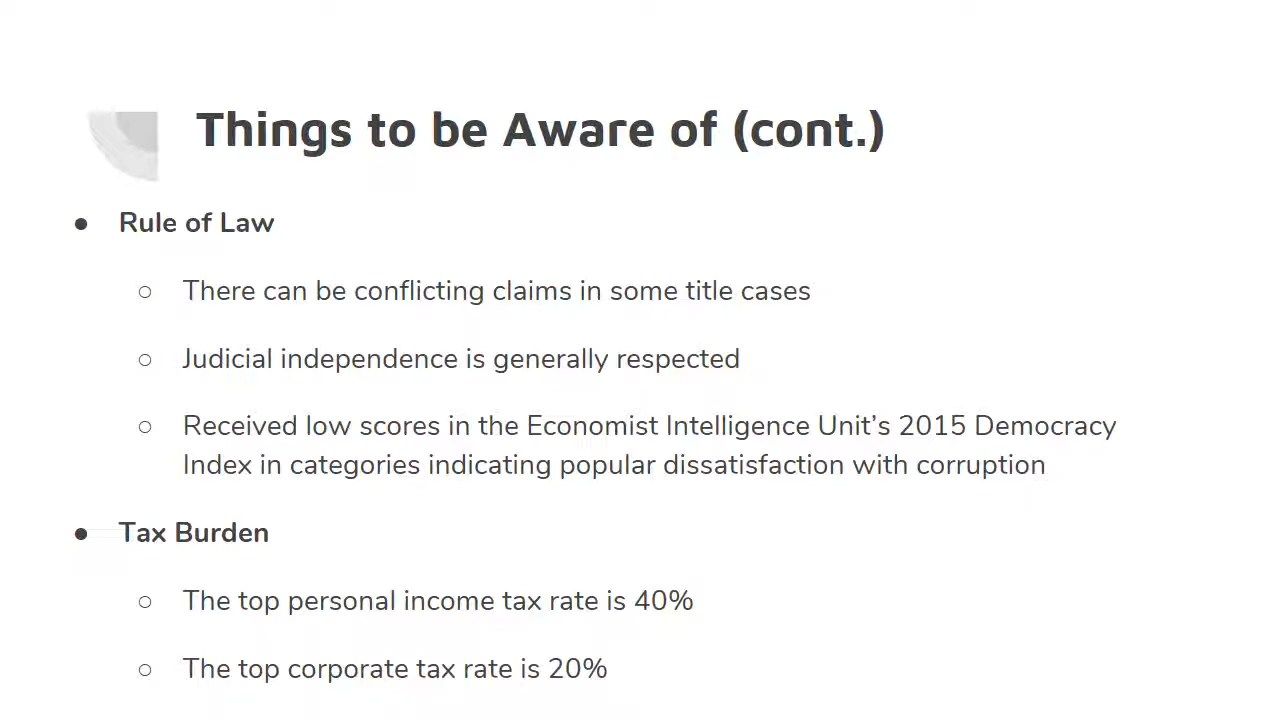 Things to be Aware of (cont.)
● Rule of Law
○ There can be conflicting claims in some title cases
○ Judicial independence is generally respected
○ Received low scores in the Economist Intelligence Unit’s 2015 Democracy
Index in categories indicating popular dissatisfaction with corruption
● Tax Burden
○ The top personal income tax rate is 40%
○ The top corporate tax rate is 20%